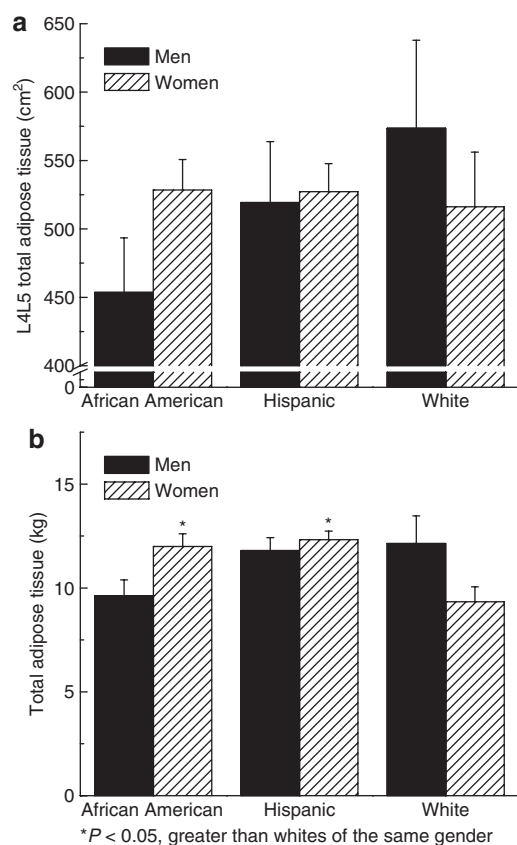 a
650
600
550
500
450
400
0
L4L5 total adipose tissue (cm²)
Men
Women
African American Hispanic White
b
15
10
5
0
Total adipose tissue (kg)
Men
Women
* *
African American Hispanic White
*P < 0.05, greater than whites of the same gender